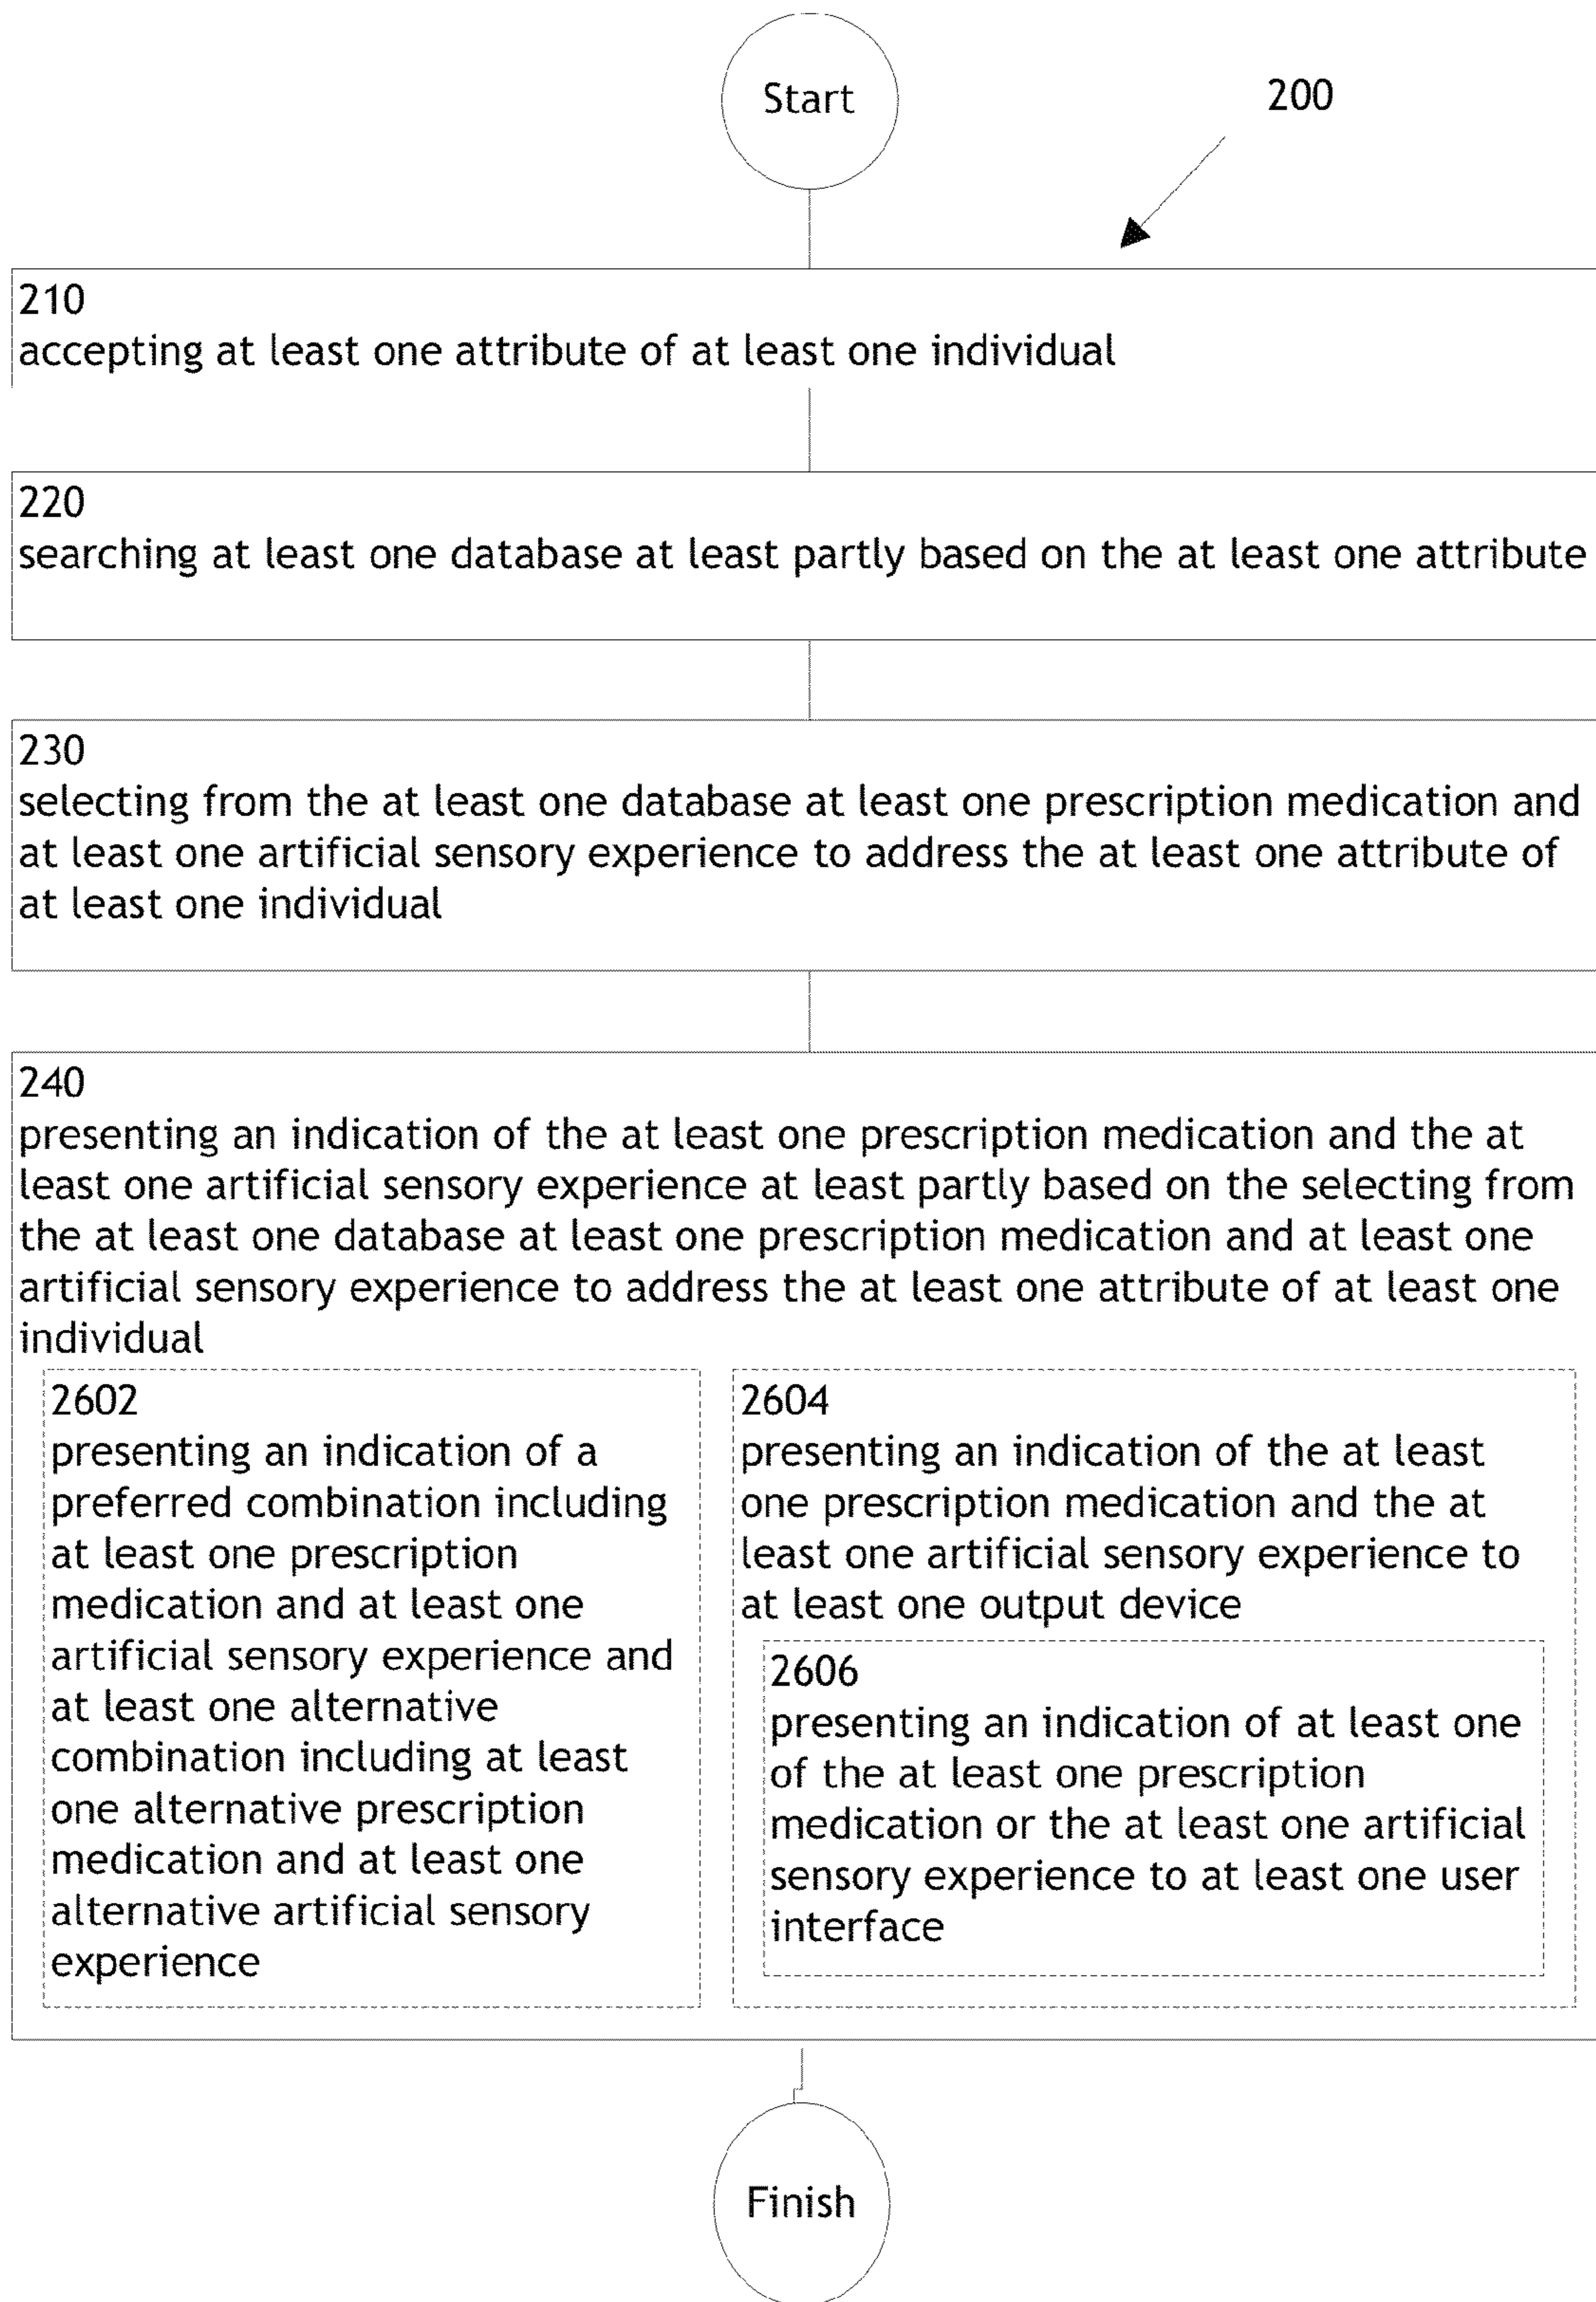 Start
200
210
accepting at least one attribute of at least one individual
220
searching at least one database at least partly based on the at least one attribute
230
selecting from the at least one database at least one prescription medication and
at least one artificial sensory experience to address the at least one attribute of
at least one individual
240
presenting an indication of the at least one prescription medication and the at
least one artificial sensory experience at least partly based on the selecting from
the at least one database at least one prescription medication and at least one
artificial sensory experience to address the at least one attribute of at least one
individual
2602
presenting an indication of a
preferred combination including
at least one prescription
medication and at least one
artificial sensory experience and
at least one alternative
combination including at least
one alternative prescription
medication and at least one
alternative artificial sensory
experience
2604
presenting an indication of the at least
one prescription medication and the at
least one artificial sensory experience to
at least one output device
2606
presenting an indication of at least one
of the at least one prescription
medication or the at least one artificial
sensory experience to at least one user
interface
Finish